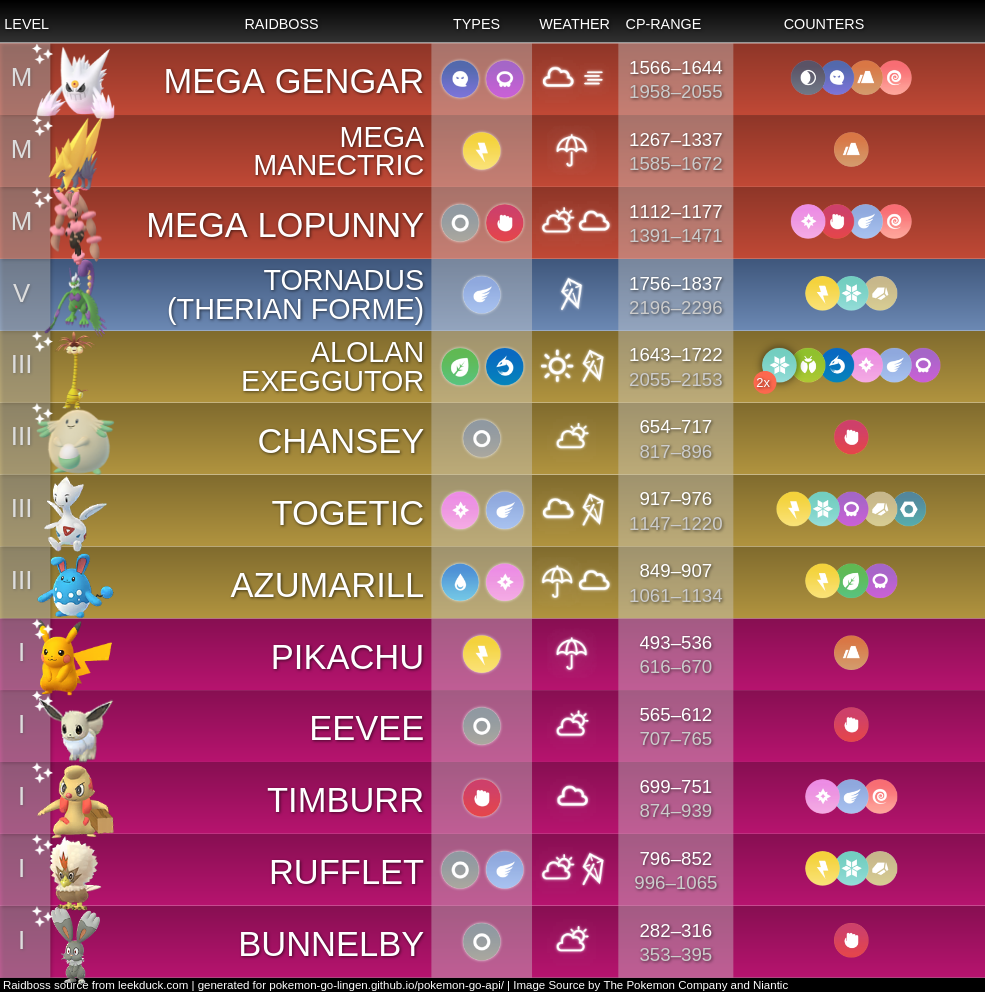 LEVEL RAIDBOSS TYPES WEATHER CP-RANGE COUNTERS
M MEGA GENGAR 1566–1644
1958–2055
M MEGA
MANECTRIC 1267–1337
1585–1672
M MEGA LOPUNNY 1112–1177
1391–1471
V TORNADUS
(THERIAN FORME) 1756–1837
2196–2296
III ALOLAN
EXEGGUTOR 1643–1722
2055–2153
2x
III CHANSEY 654–717
817–896
III TOGETIC 917–976
1147–1220
III AZUMARILL 849–907
1061–1134
I PIKACHU 493–536
616–670
I EEVEE 565–612
707–765
I TIMBURR 699–751
874–939
I RUFFLET 796–852
996–1065
I BUNNELBY 282–316
353–395
Raidboss source from leekduck.com | generated for pokemon-go-lingen.github.io/pokemon-go-api/ | Image Source by The Pokemon Company and Niantic